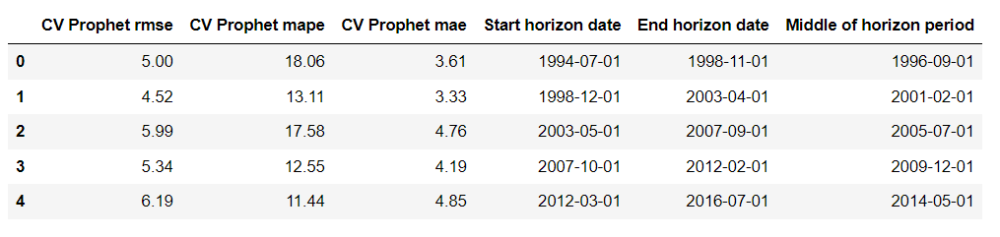 CV Prophet rmse CV Prophet mape CV Prophet mae Start horizon date End horizon date Middle of horizon period
0 5.00 18.06 3.61 1994-07-01 1998-11-01 1996-09-01
1 4.52 13.11 3.33 1998-12-01 2003-04-01 2001-02-01
2 5.99 17.58 4.76 2003-05-01 2007-09-01 2005-07-01
3 5.34 12.55 4.19 2007-10-01 2012-02-01 2009-12-01
4 6.19 11.44 4.85 2012-03-01 2016-07-01 2014-05-01